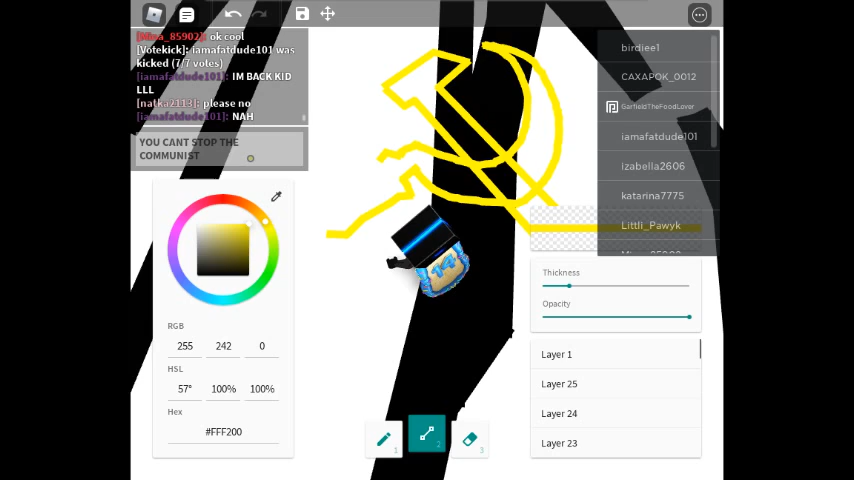 [Mina_85902]: ok cool
[Votekick]: iamafatdude101 was
kicked (7/7 votes)
[iamafatdude101]: IM BACK KID
LLL
[natka2113]: please no
[iamafatdude101]: NAH
YOU CANT STOP THE
COMMUNIST
birdiee1
CAXAPOK_0012
GarfieldTheFoodLover
iamafatdude101
izabella2606
katarina7775
Littli_Pawyk
RGB
255 242 0
HSL
57° 100% 100%
Hex
#FFF200
14
Thickness
Opacity
Layer 1
Layer 25
Layer 24
Layer 23
1 2 3